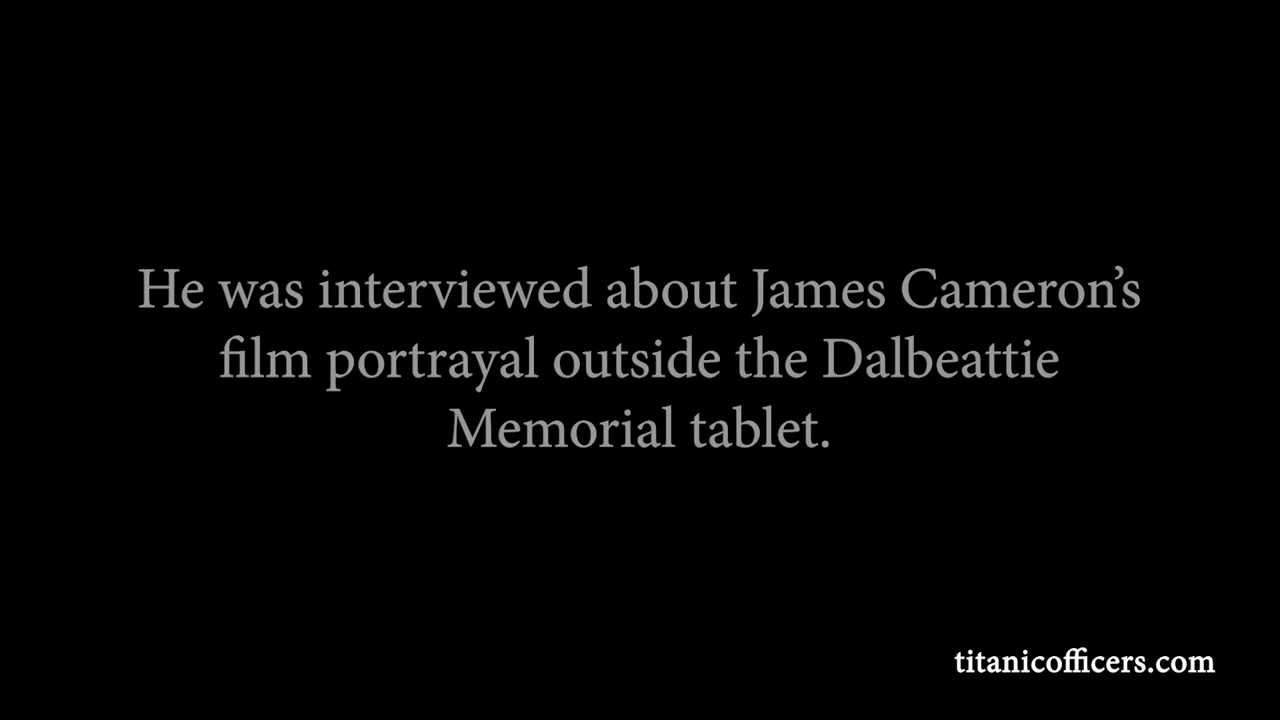 He was interviewed about James Cameron’s
film portrayal outside the Dalbeattie
Memorial tablet.
titanicofficers.com